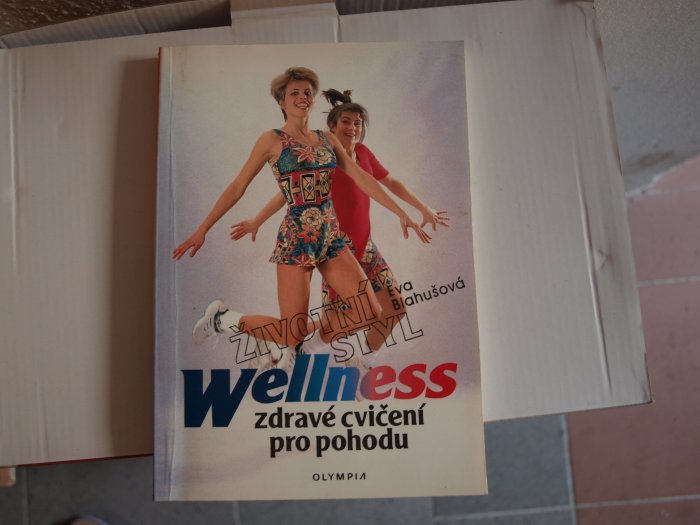 Eva
Blahušová
ŽIVOTNÍ
STYL
Wellness
zdravé cvičení
pro pohodu
OLYMPIA